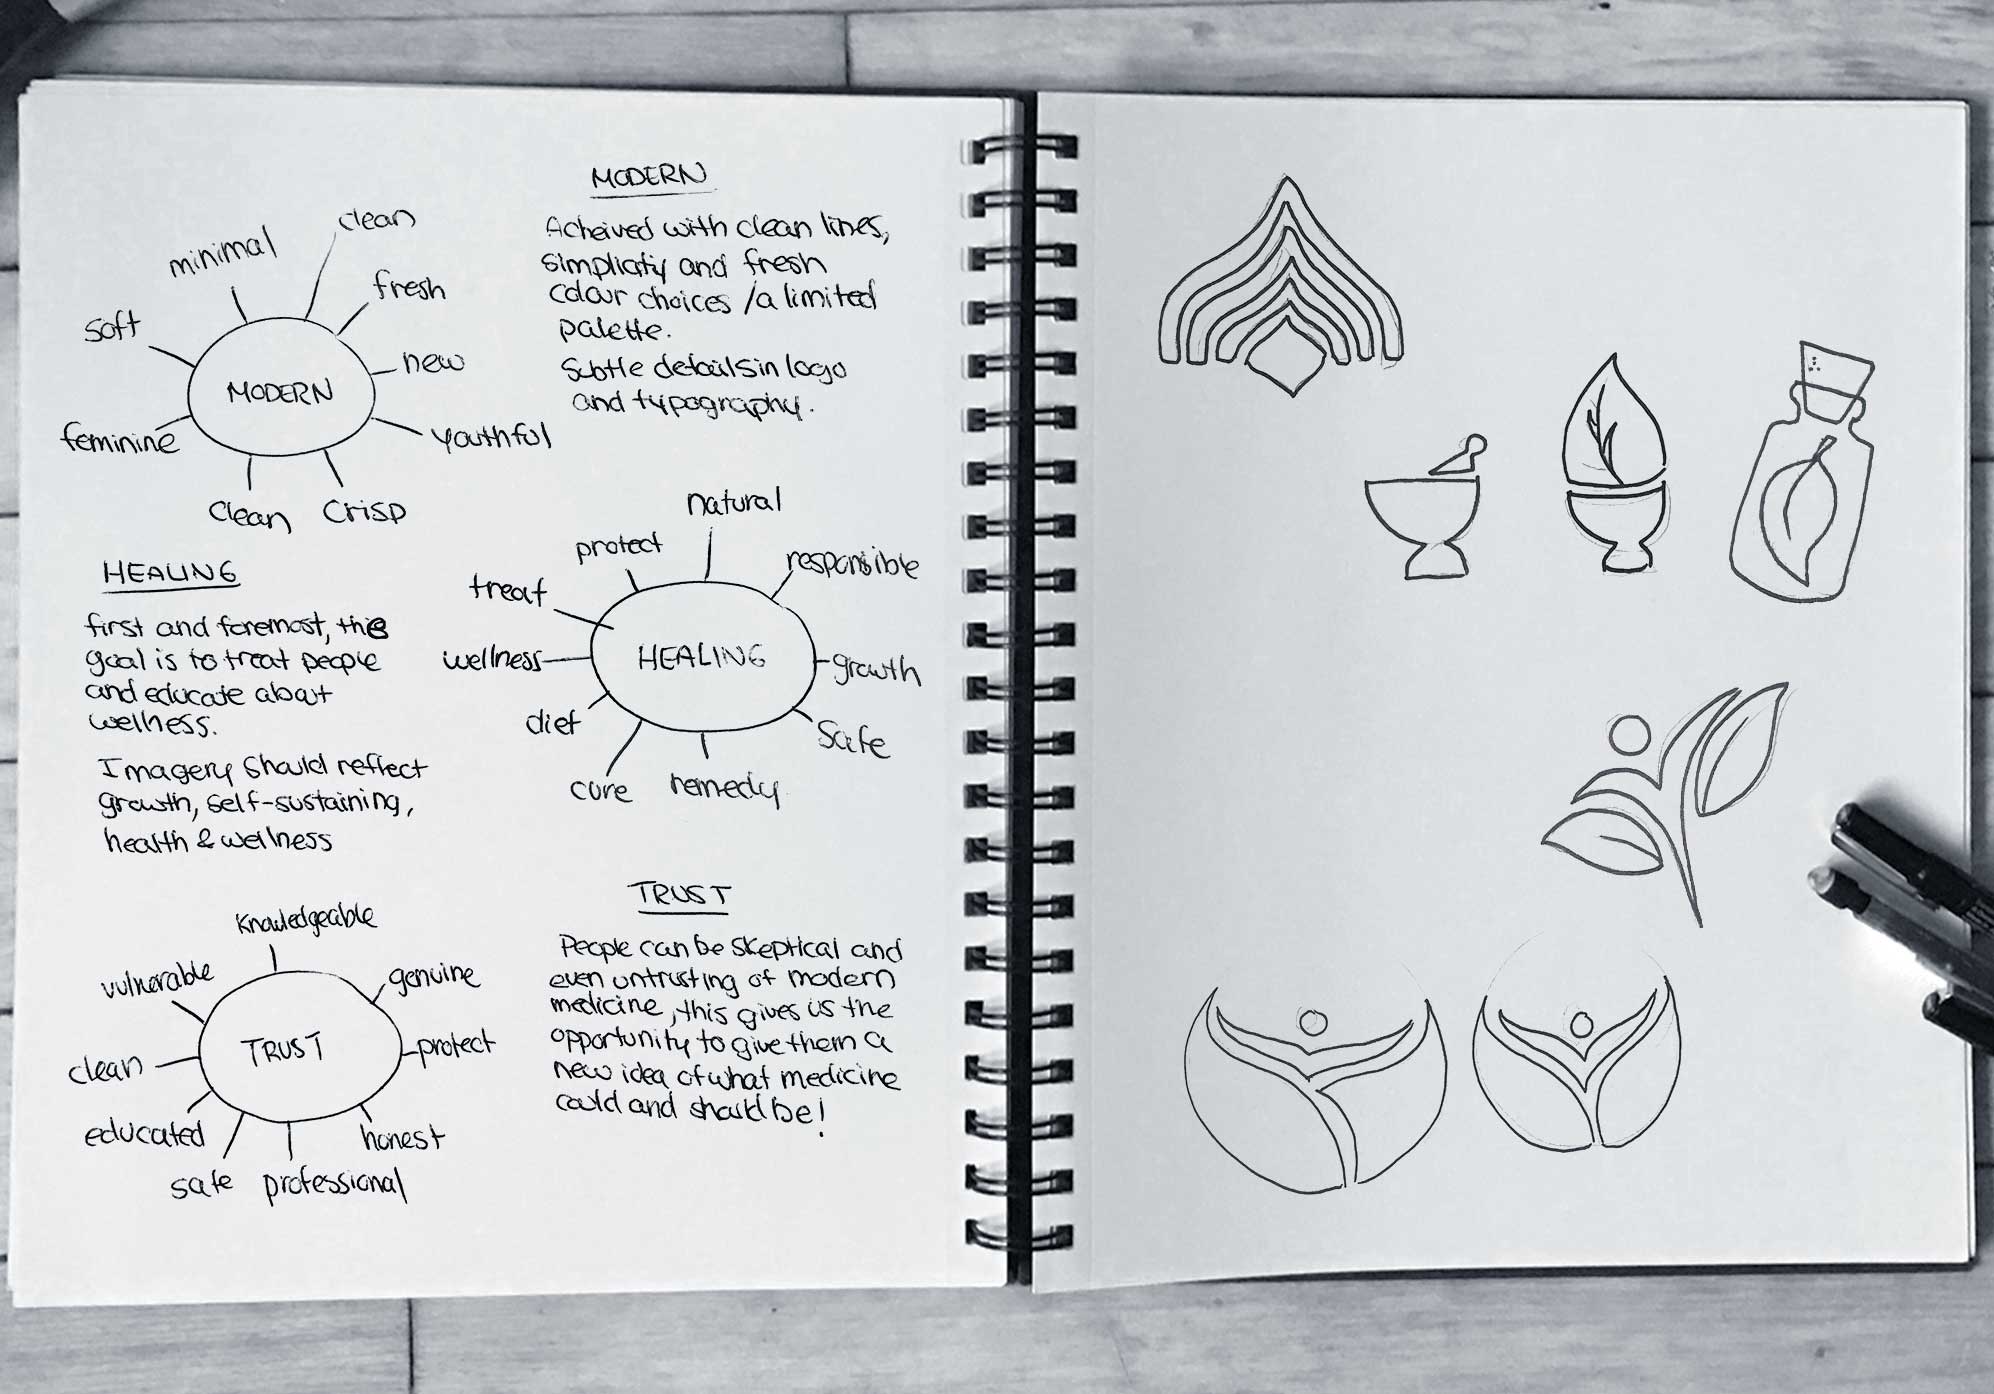 MODERN
clean
minimal
fresh
soft
new
MODERN
feminine
youthful
clean
crisp
MODERN
Acheived with clean lines,
simplicity and fresh
colour choices /a limited
palette.
Subtle details in logo
and typography.
HEALING
first and foremost, the
goal is to treat people
and educate about
wellness.
Imagery should reflect
growth, self-sustaining,
health & wellness
natural
protect
responsible
treat
wellness
HEALING
growth
diet
safe
cure
remedy
Knowledgeable
vulnerable
genuine
TRUST
clean
protect
educated
honest
safe
professional
TRUST
People can be skeptical and
even untrusting of modern
medicine, this gives us the
opportunity to give them a
new idea of what medicine
could and should be!